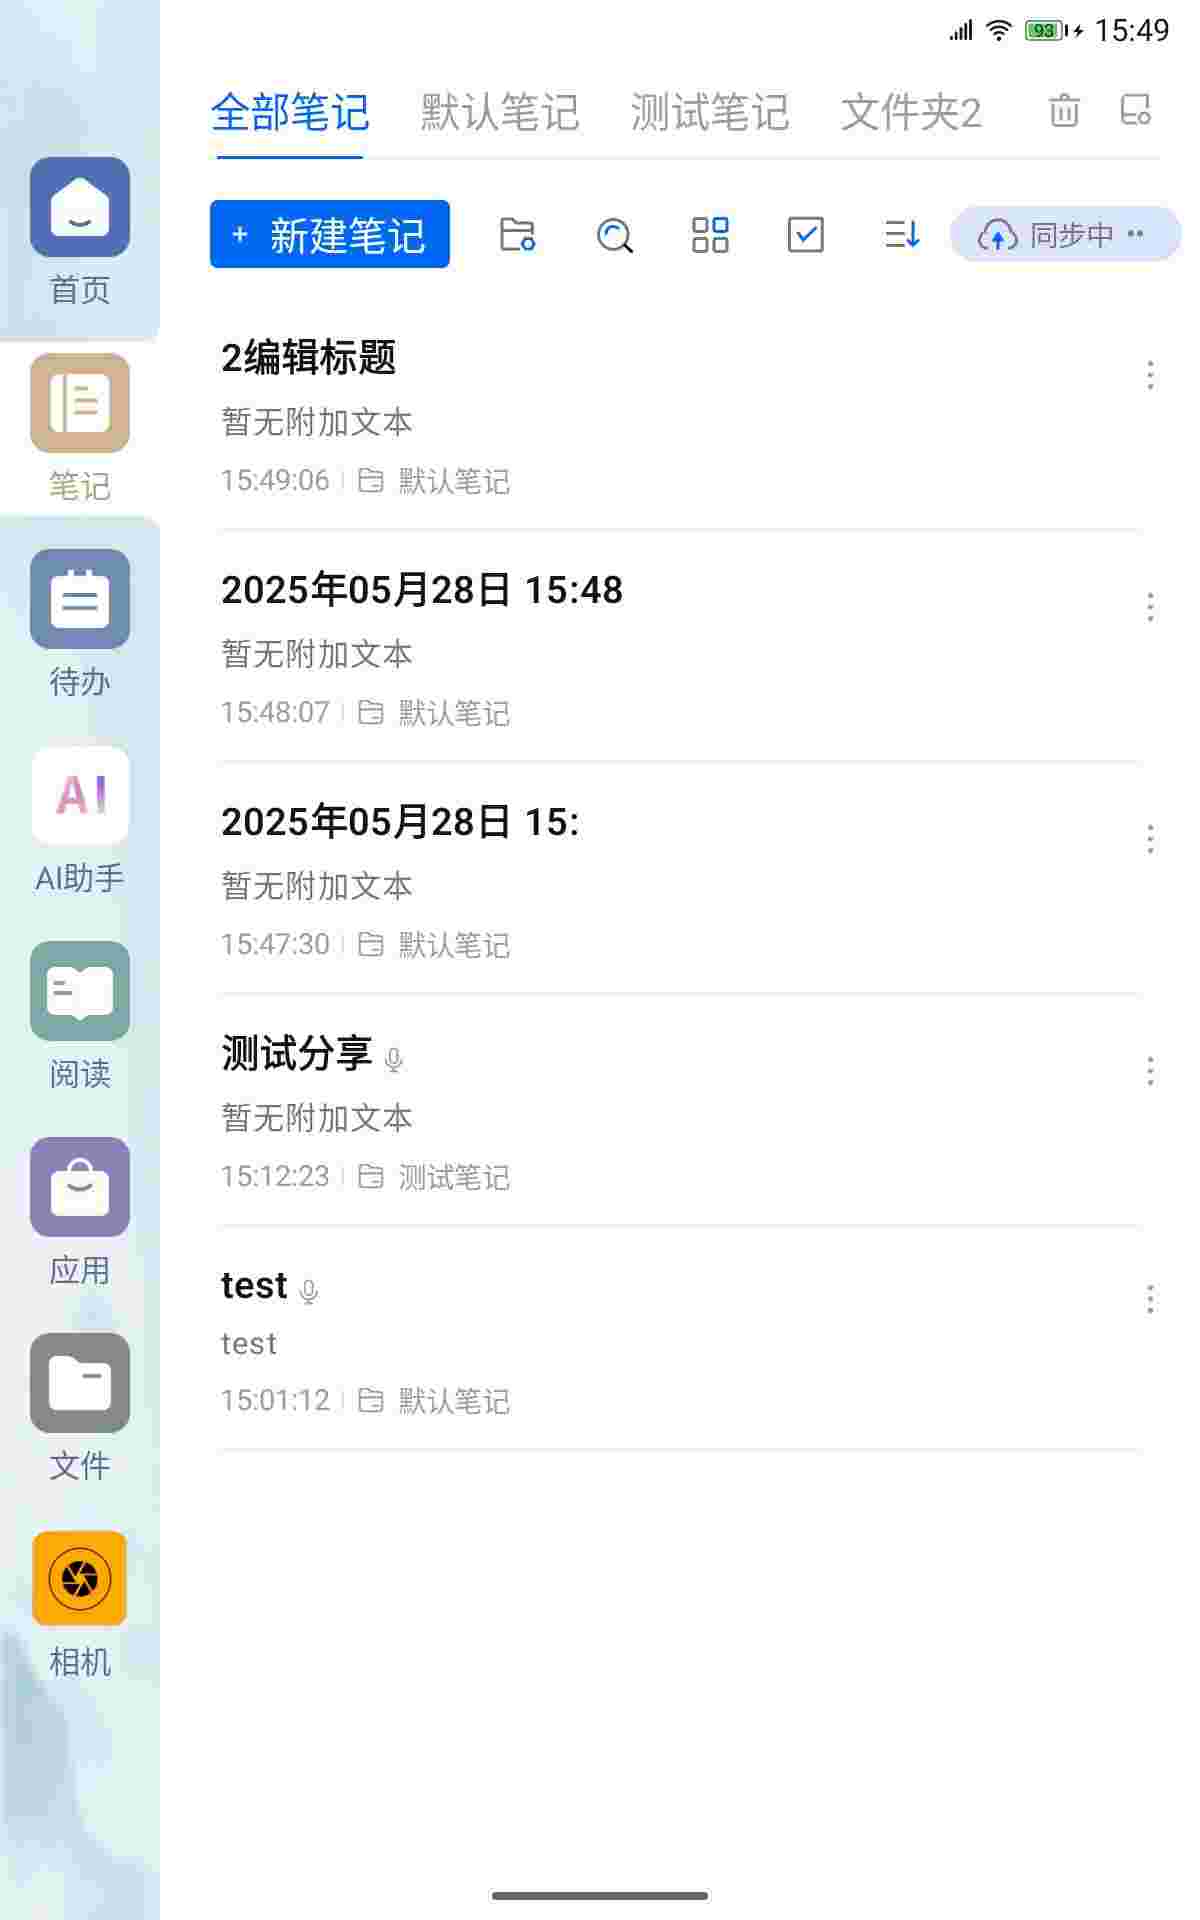 93 15:49
全部笔记 默认笔记 测试笔记 文件夹2
+ 新建笔记 同步中 ··
首页
笔记
待办
AI
AI助手
阅读
应用
文件
相机
2编辑标题
暂无附加文本
15:49:06 默认笔记
2025年05月28日 15:48
暂无附加文本
15:48:07 默认笔记
2025年05月28日 15:
暂无附加文本
15:47:30 默认笔记
测试分享
暂无附加文本
15:12:23 测试笔记
test
test
15:01:12 默认笔记